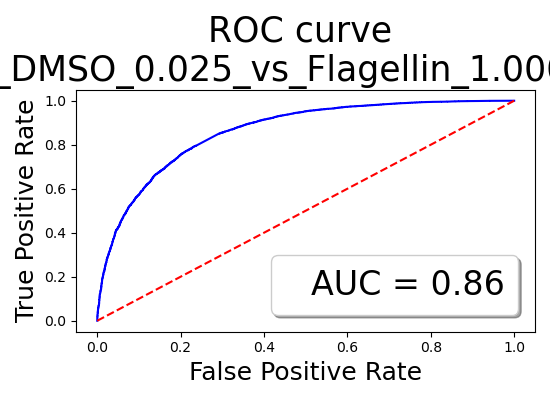 ROC curve
_DMSO_0.025_vs_Flagellin_1.000
True Positive Rate
1.0
0.8
0.6
0.4
0.2
0.0
AUC = 0.86
0.0 0.2 0.4 0.6 0.8 1.0
False Positive Rate